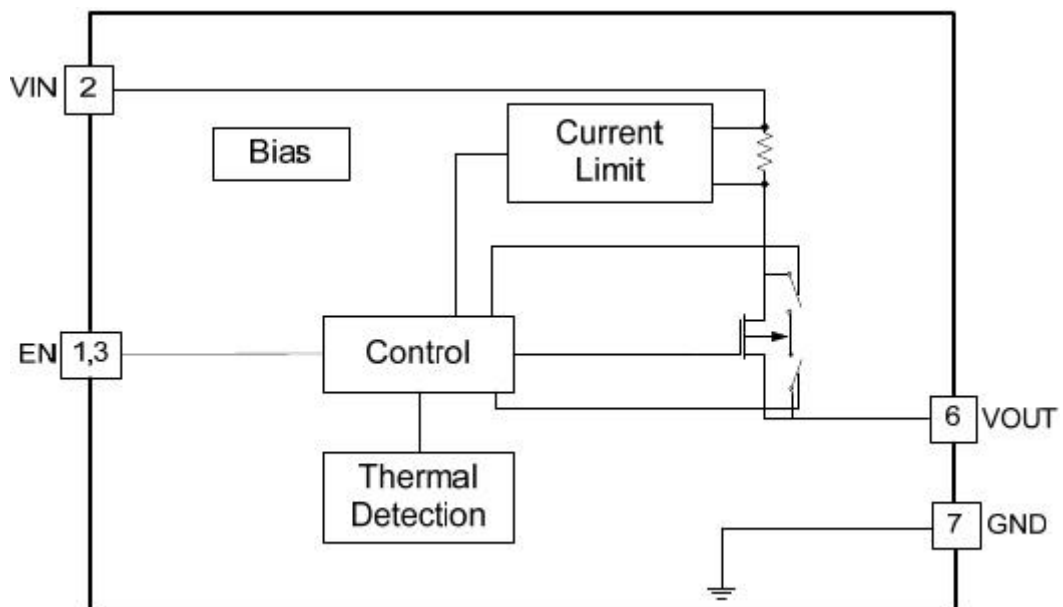 VIN 2
Bias
Current
Limit
EN 1,3
Control
6 VOUT
Thermal
Detection
7 GND